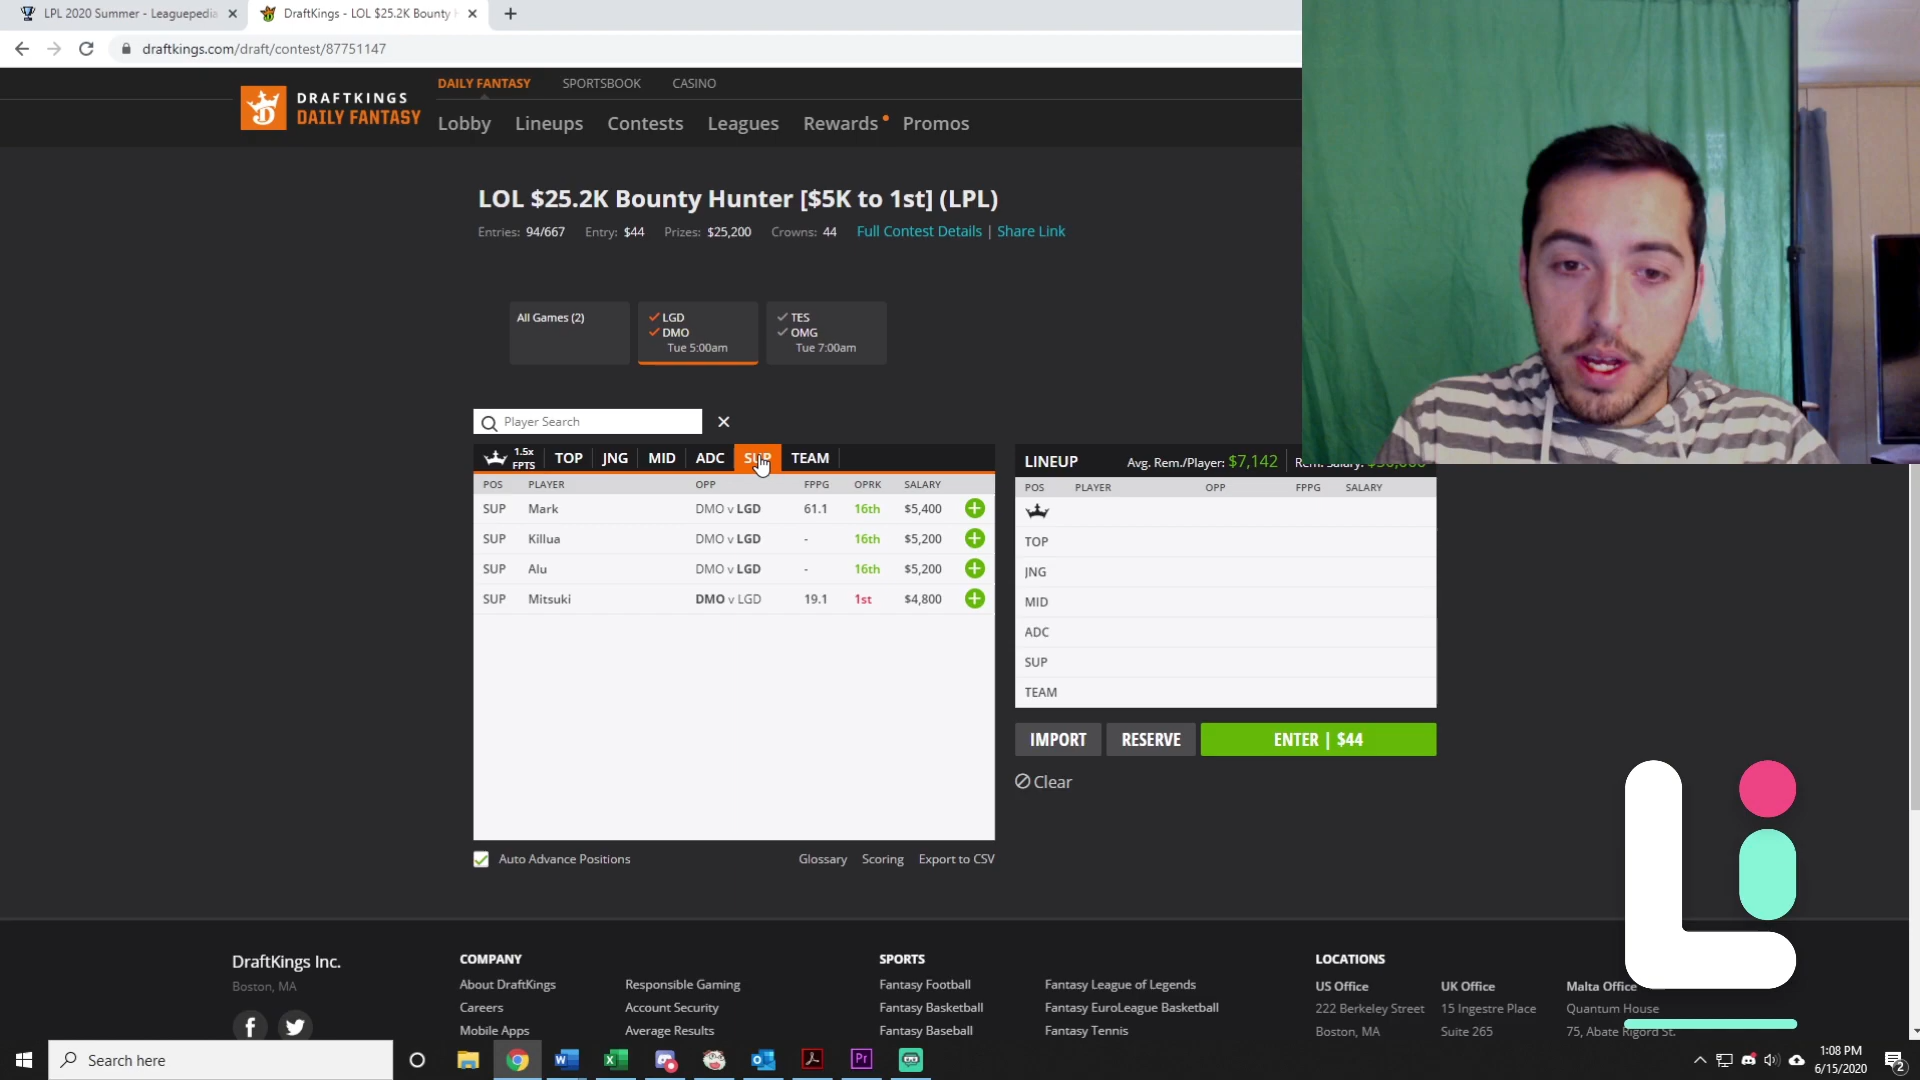 LPL 2020 Summer - Leaguepedia
DraftKings - LOL $25.2K Bounty
draftkings.com/draft/contest/87751147
DRAFTKINGS
DAILY FANTASY
DAILY FANTASY SPORTSBOOK CASINO
Lobby Lineups Contests Leagues Rewards Promos
LOL $25.2K Bounty Hunter [$5K to 1st] (LPL)
Entries: 94/667 Entry: $44 Prizes: $25,200 Crowns: 44 Full Contest Details | Share Link
All Games (2)
LGD
DMO
Tue 5:00am
TES
OMG
Tue 7:00am
Player Search
1.5x
FPTS
TOP JNG MID ADC SUP TEAM
POS PLAYER OPP FPPG OPRK SALARY
SUP Mark DMO v LGD 61.1 16th $5,400
SUP Killua DMO v LGD - 16th $5,200
SUP Alu DMO v LGD - 16th $5,200
SUP Mitsuki DMO v LGD 19.1 1st $4,800
Auto Advance Positions Glossary Scoring Export to CSV
LINEUP Avg. Rem./Player: $7,142 Rem. Salary:
POS PLAYER OPP FPPG SALARY
TOP
JNG
MID
ADC
SUP
TEAM
IMPORT RESERVE ENTER | $44
Clear
DraftKings Inc.
Boston, MA
COMPANY
About DraftKings
Careers
Mobile Apps
Responsible Gaming
Account Security
Average Results
SPORTS
Fantasy Football
Fantasy Basketball
Fantasy Baseball
Fantasy League of Legends
Fantasy EuroLeague Basketball
Fantasy Tennis
LOCATIONS
US Office
222 Berkeley Street
Boston, MA
UK Office
15 Ingestre Place
Suite 265
Malta Office
Quantum House
75, Abate Rigord St.
Search here
1:08 PM
6/15/2020
2